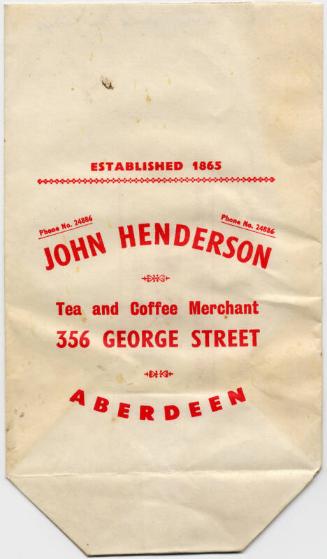 ESTABLISHED 1865
Phone No. 24886 Phone No. 24886
JOHN HENDERSON
Tea and Coffee Merchant
356 GEORGE STREET
ABERDEEN